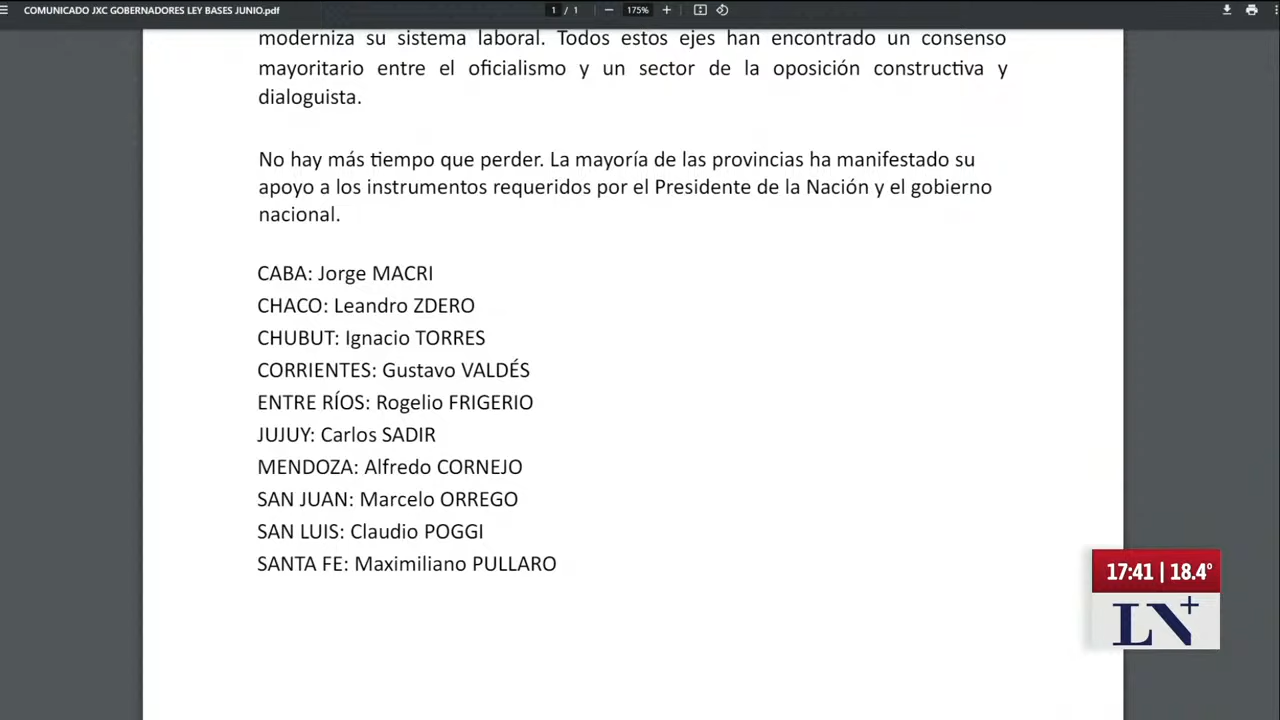 COMUNICADO JXC GOBERNADORES LEY BASES JUNIO.pdf
1 / 1
175%
moderniza su sistema laboral. Todos estos ejes han encontrado un consenso
mayoritario entre el oficialismo y un sector de la oposición constructiva y
dialoguista.
No hay más tiempo que perder. La mayoría de las provincias ha manifestado su
apoyo a los instrumentos requeridos por el Presidente de la Nación y el gobierno
nacional.
CABA: Jorge MACRI
CHACO: Leandro ZDERO
CHUBUT: Ignacio TORRES
CORRIENTES: Gustavo VALDÉS
ENTRE RÍOS: Rogelio FRIGERIO
JUJUY: Carlos SADIR
MENDOZA: Alfredo CORNEJO
SAN JUAN: Marcelo ORREGO
SAN LUIS: Claudio POGGI
SANTA FE: Maximiliano PULLARO
17:41 | 18.4°
LN+